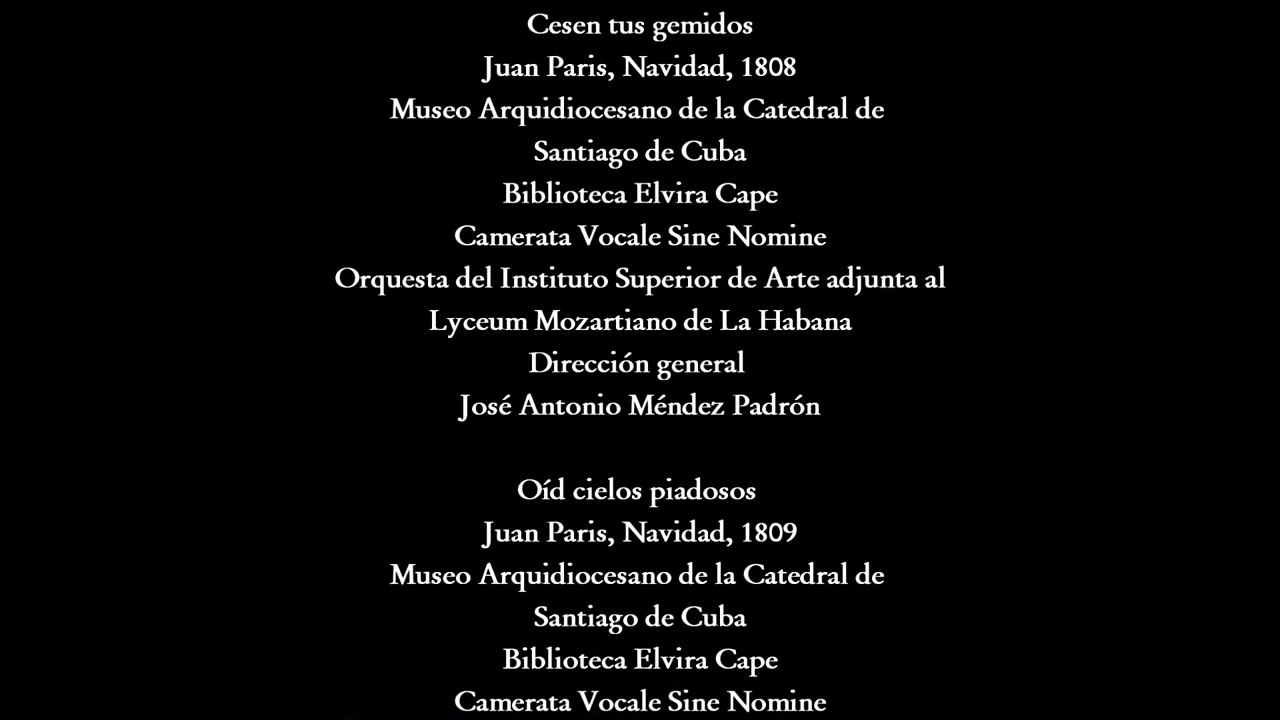 Cesen tus gemidos
Juan Paris, Navidad, 1808
Museo Arquidiocesano de la Catedral de
Santiago de Cuba
Biblioteca Elvira Cape
Camerata Vocale Sine Nomine
Orquesta del Instituto Superior de Arte adjunta al
Lyceum Mozartiano de La Habana
Dirección general
José Antonio Méndez Padrón
Oíd cielos piadosos
Juan Paris, Navidad, 1809
Museo Arquidiocesano de la Catedral de
Santiago de Cuba
Biblioteca Elvira Cape
Camerata Vocale Sine Nomine